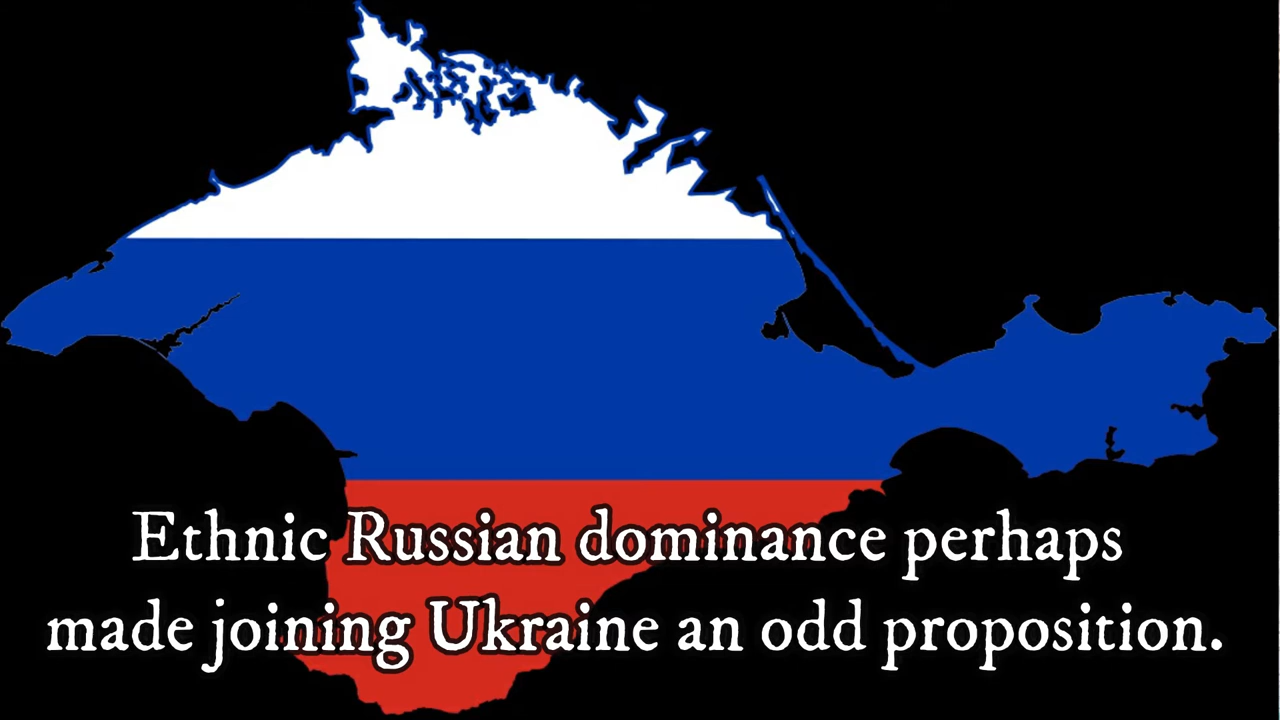 Ethnic Russian dominance perhaps
made joining Ukraine an odd proposition.